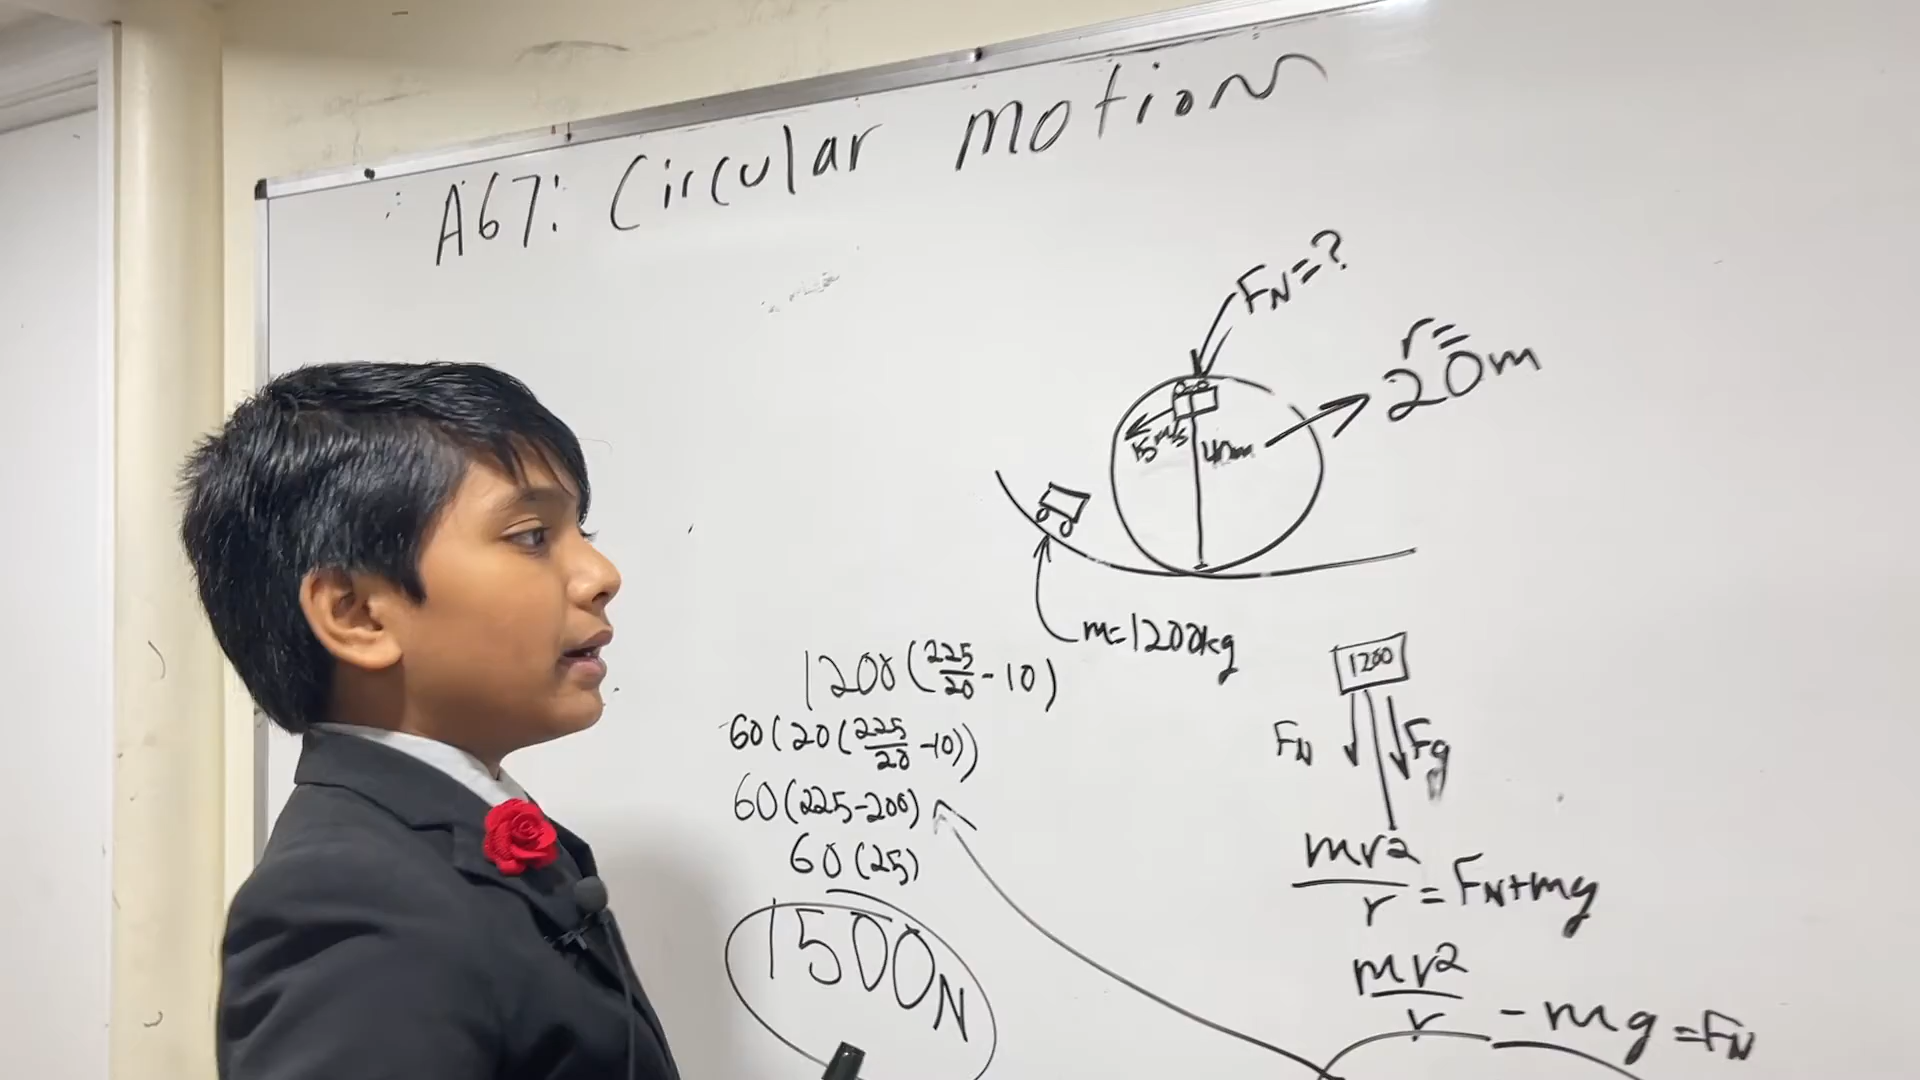 A67: Circular motion
FN=?
r=
20m
15 m/s
40m
m=1200kg
1200(225/20-10)
60(20(225/20-10))
60(225-200)
60(25)
1500N
1200
FN
Fg
mv2/r=FN+mg
mv2/r-mg=FN